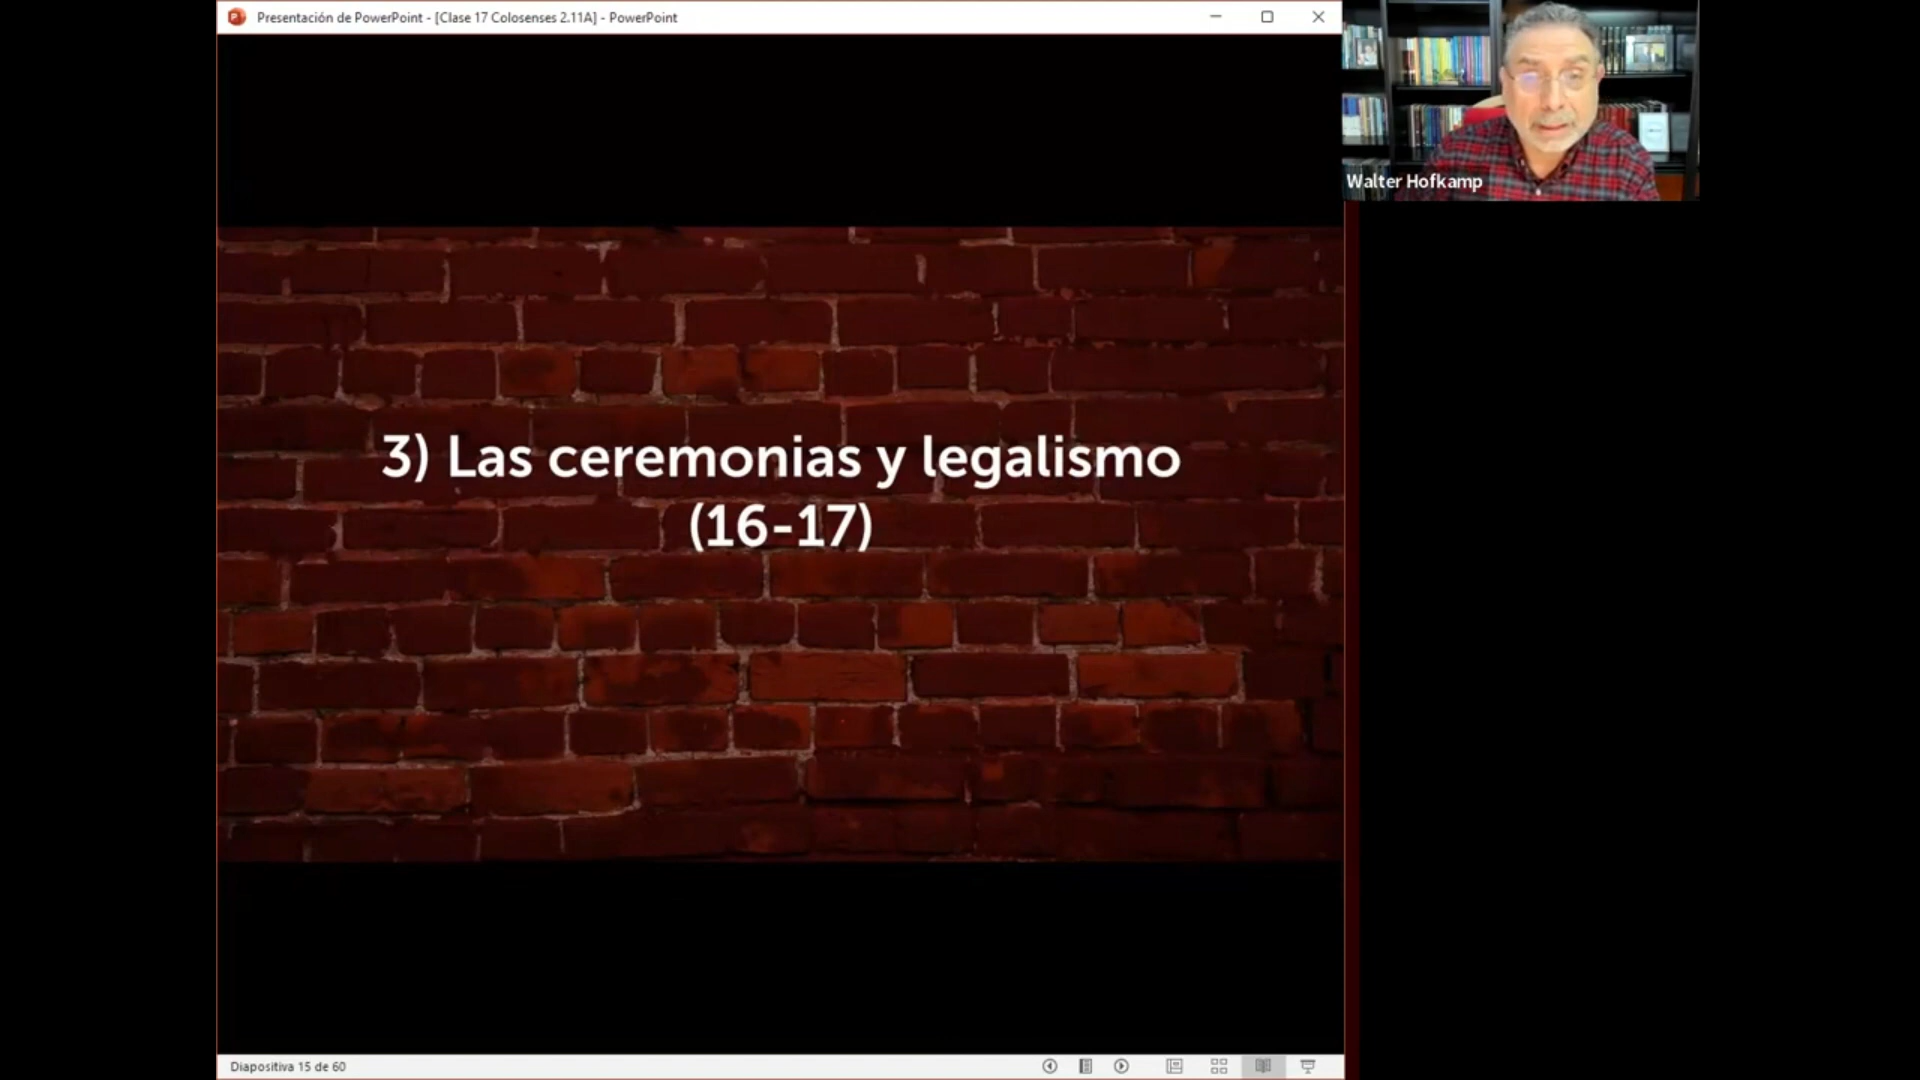 Presentación de PowerPoint - [Clase 17 Colosenses 2.11A] - PowerPoint
Walter Hofkamp
3) Las ceremonias y legalismo
(16-17)
Diapositiva 15 de 60